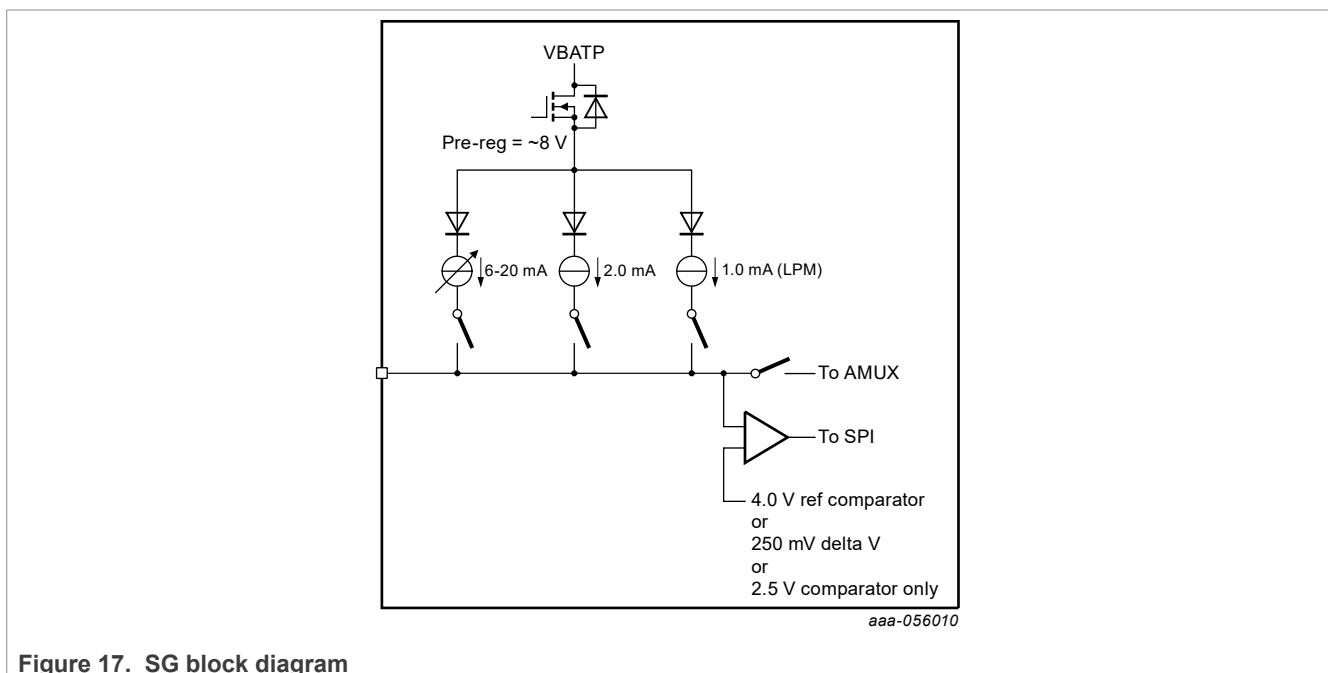 VBATP
Pre-reg = ~8 V
6-20 mA
2.0 mA
1.0 mA (LPM)
To AMUX
To SPI
4.0 V ref comparator
or
250 mV delta V
or
2.5 V comparator only
aaa-056010
Figure 17. SG block diagram